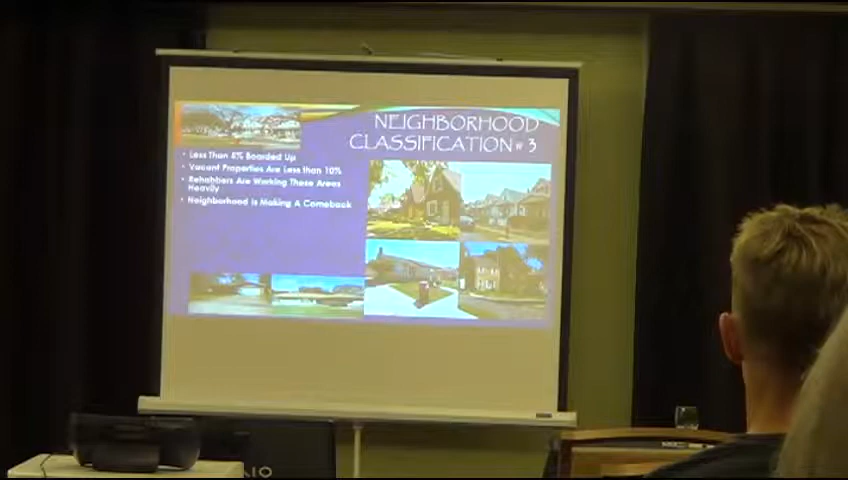 NEIGHBORHOOD
CLASSIFICATION # 3
Less Than 5% Boarded Up
Vacant Properties Are Less than 10%
Rehabbers Are Working These Areas
Heavily
Neighborhood Is Making A Comeback